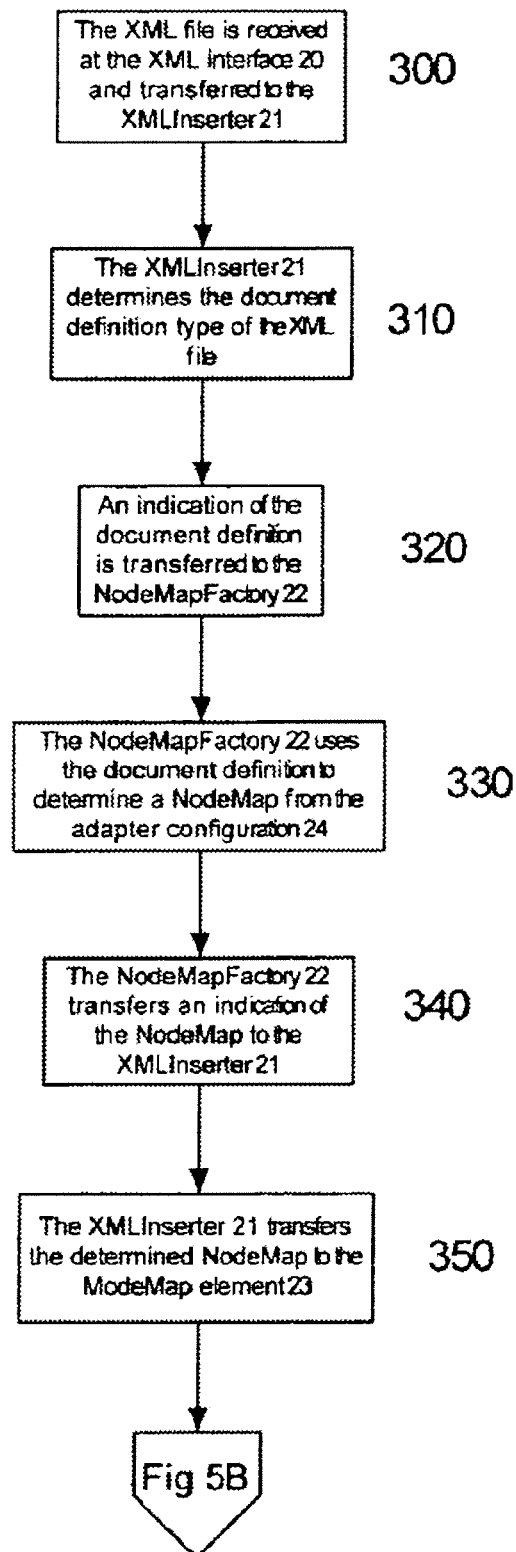 The XML file is received
at the XML interface 20
and transferred to the
XMLInserter 21
300
The XMLInserter 21
determines the document
definition type of the XML
file
310
An indication of the
document definition
is transferred to the
NodeMapFactory 22
320
The NodeMapFactory 22 uses
the document definition to
determine a NodeMap from the
adapter configuration 24
330
The NodeMapFactory 22
transfers an indication of
the NodeMap to the
XMLInserter 21
340
The XMLInserter 21 transfers
the determined NodeMap to the
ModeMap element 23
350
Fig 5B